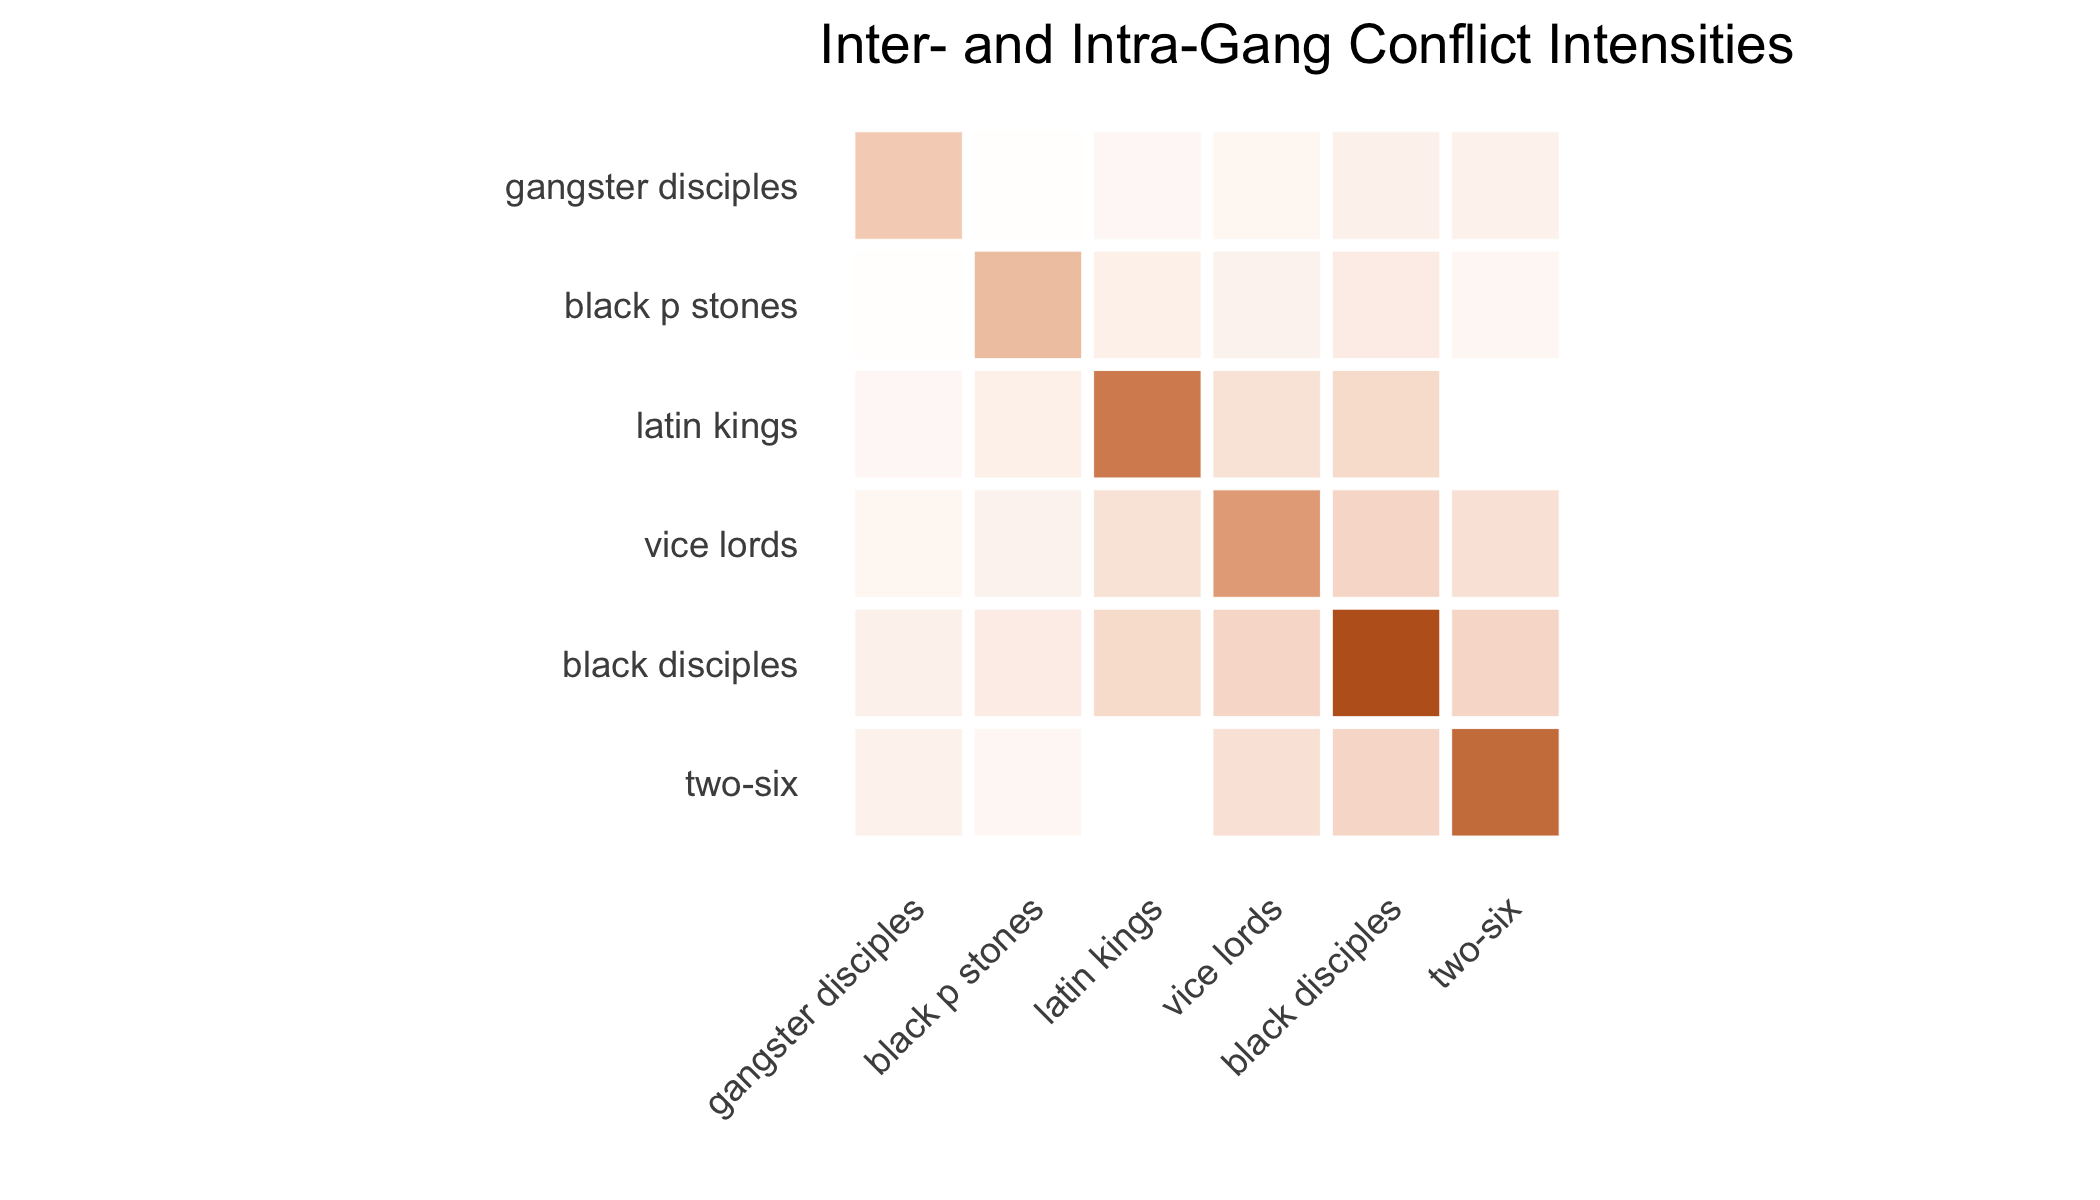 Inter- and Intra-Gang Conflict Intensities
gangster disciples
black p stones
latin kings
vice lords
black disciples
two-six
gangster disciples
black p stones
latin kings
vice lords
black disciples
two-six